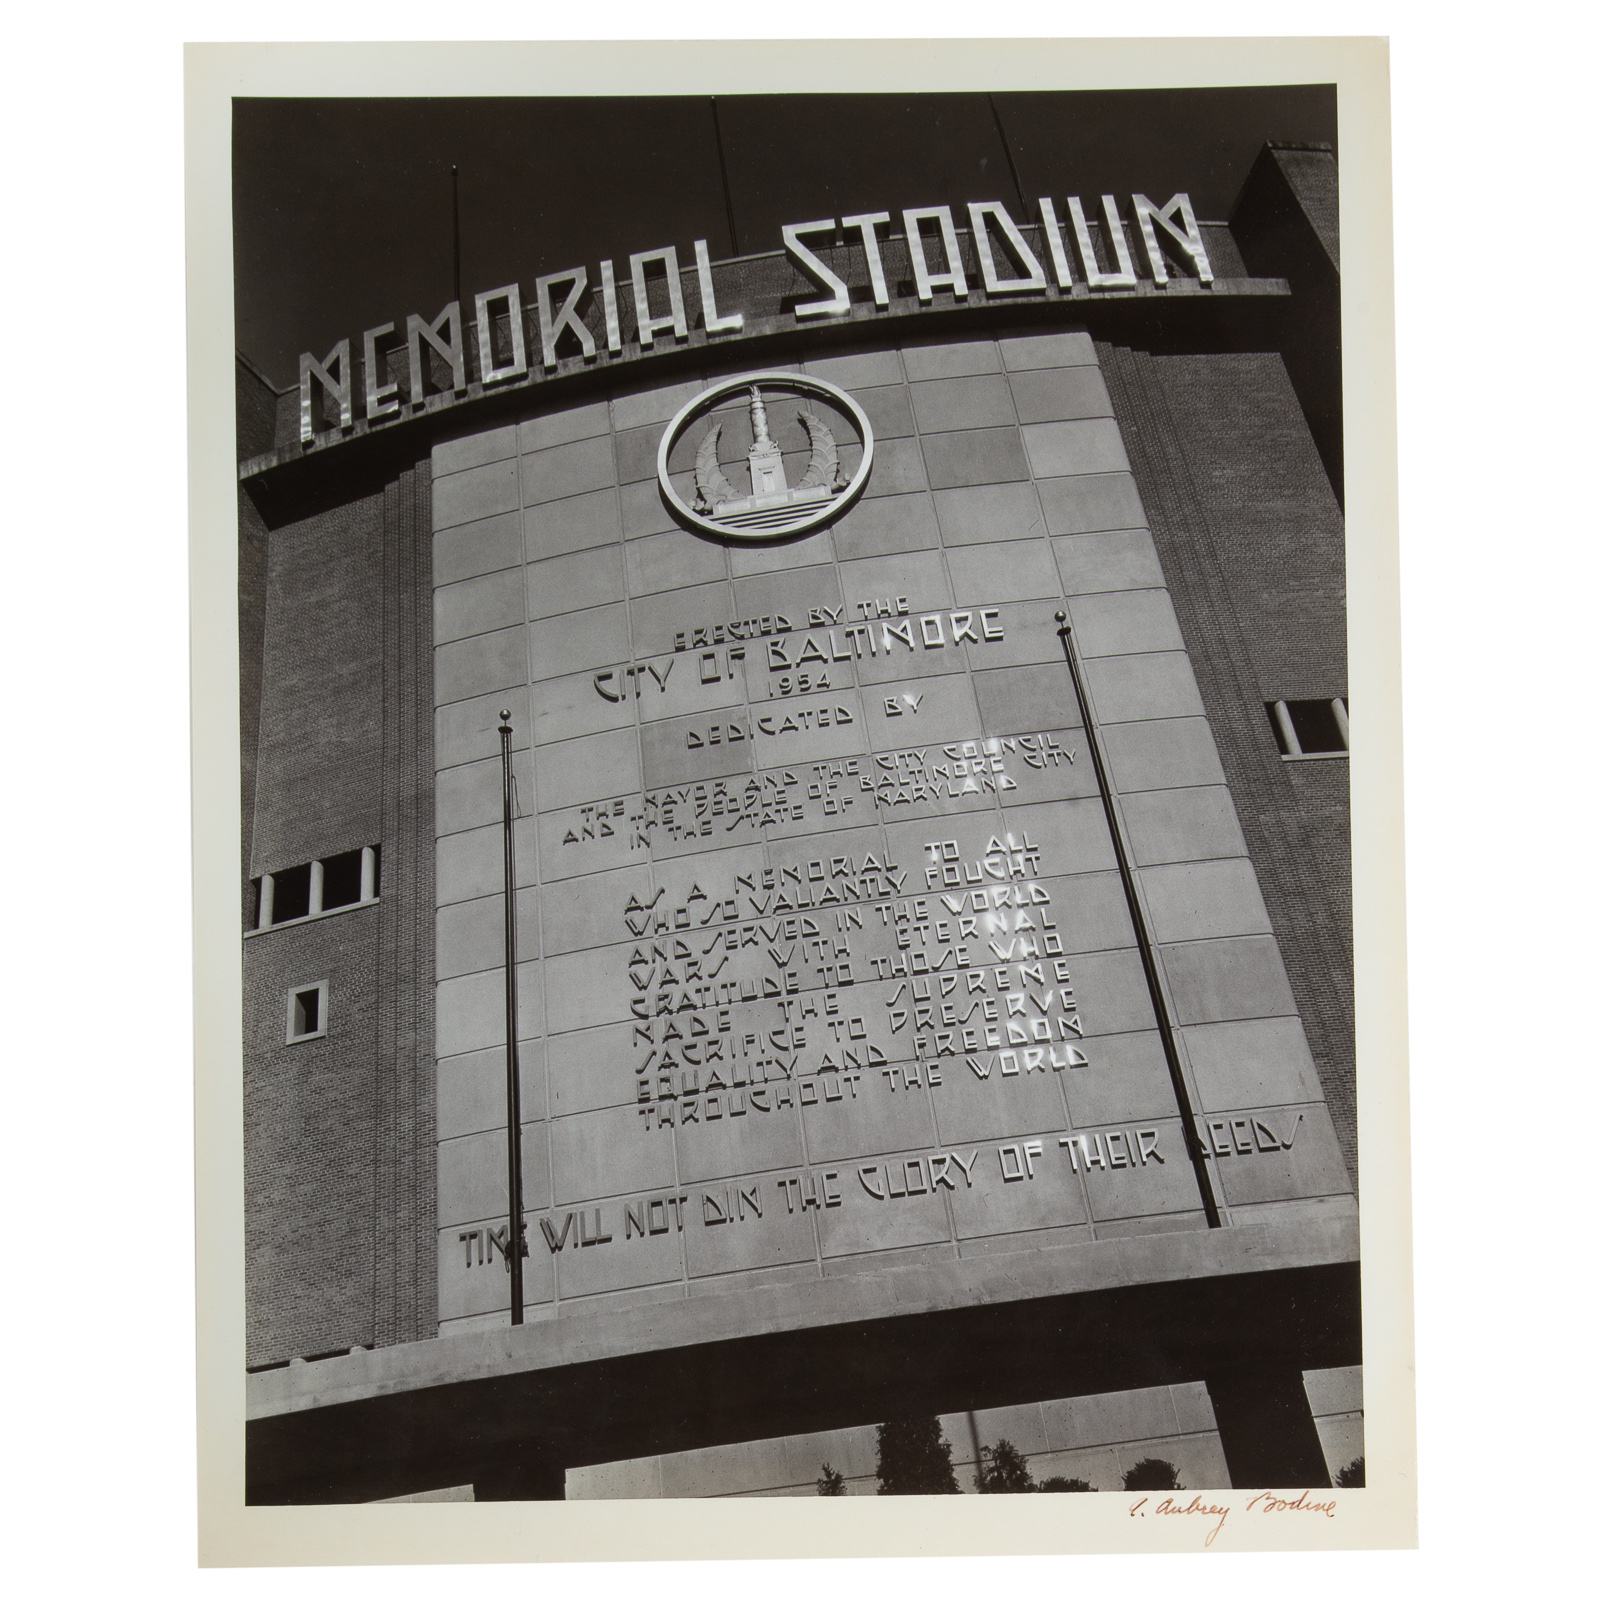 MEMORIAL STADIUM
ERECTED BY THE
CITY OF BALTIMORE
1954
DEDICATED BY
THE MAYOR AND THE CITY COUNCIL
AND THE PEOPLE OF BALTIMORE CITY
IN THE STATE OF MARYLAND
AS A MEMORIAL TO ALL
WHO SO VALIANTLY FOUGHT
AND SERVED IN THE WORLD
WARS WITH ETERNAL
GRATITUDE TO THOSE WHO
MADE THE SUPREME
SACRIFICE TO PRESERVE
EQUALITY AND FREEDOM
THROUGHOUT THE WORLD
TIME WILL NOT DIM THE GLORY OF THEIR DEEDS
A. Aubrey Bodine